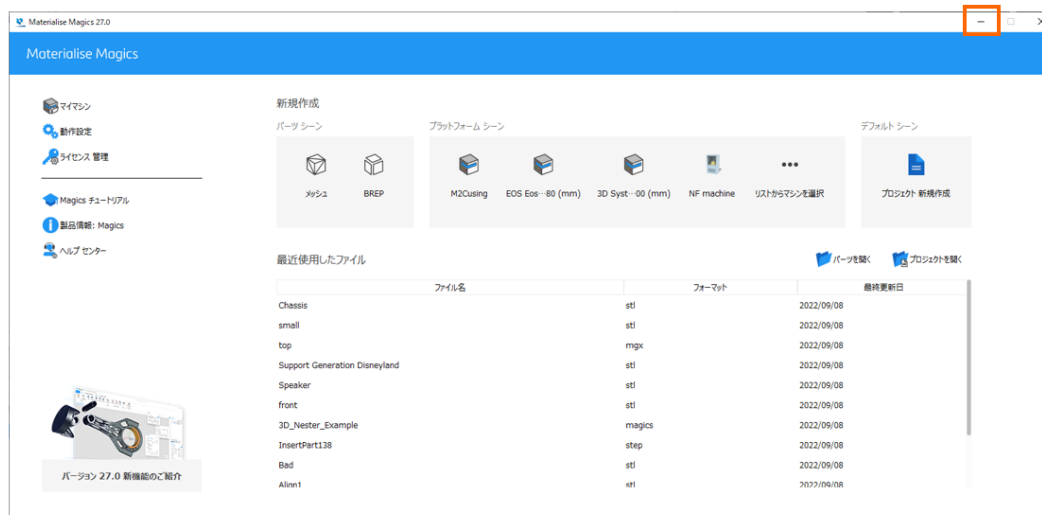 Materialise Magics 27.0
Materialise Magics
マイマシン
動作設定
ライセンス 管理
Magics チュートリアル
製品情報: Magics
ヘルプ センター
バージョン 27.0 新機能のご紹介
新規作成
パーツ シーン
プラットフォーム シーン
デフォルト シーン
メッシュ
BREP
M2Cusing
EOS Eos…80 (mm)
3D Syst…00 (mm)
NF machine
リストからマシンを選択
プロジェクト 新規作成
最近使用したファイル
パーツを開く
プロジェクトを開く
ファイル名 フォーマット 最終更新日
Chassis stl 2022/09/08
small stl 2022/09/08
top mgx 2022/09/08
Support Generation Disneyland stl 2022/09/08
Speaker stl 2022/09/08
front stl 2022/09/08
3D_Nester_Example magics 2022/09/08
InsertPart138 step 2022/09/08
Bad stl 2022/09/08
Align1 stl 2022/09/08